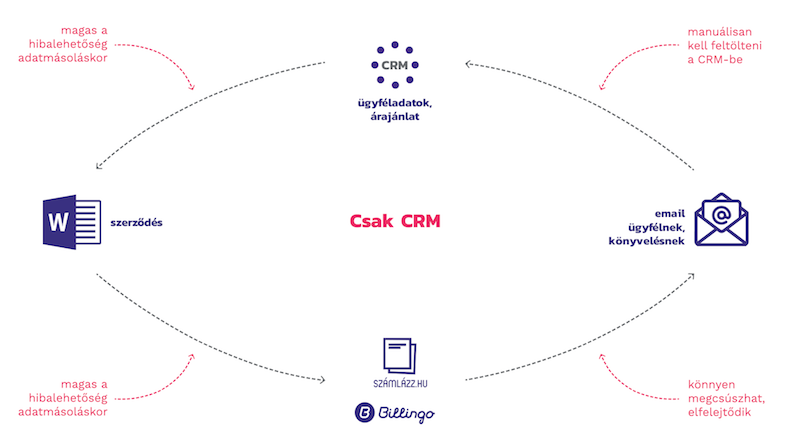 magas a
hibalehetőség
adatmásoláskor
manuálisan
kell feltölteni
a CRM-be
CRM
ügyféladatok,
árajánlat
W
szerződés
Csak CRM
email
ügyfélnek,
könyvelésnek
@
SZÁMLÁZZ.HU
B Billingo
magas a
hibalehetőség
adatmásoláskor
könnyen
megcsúszhat,
elfelejtődik